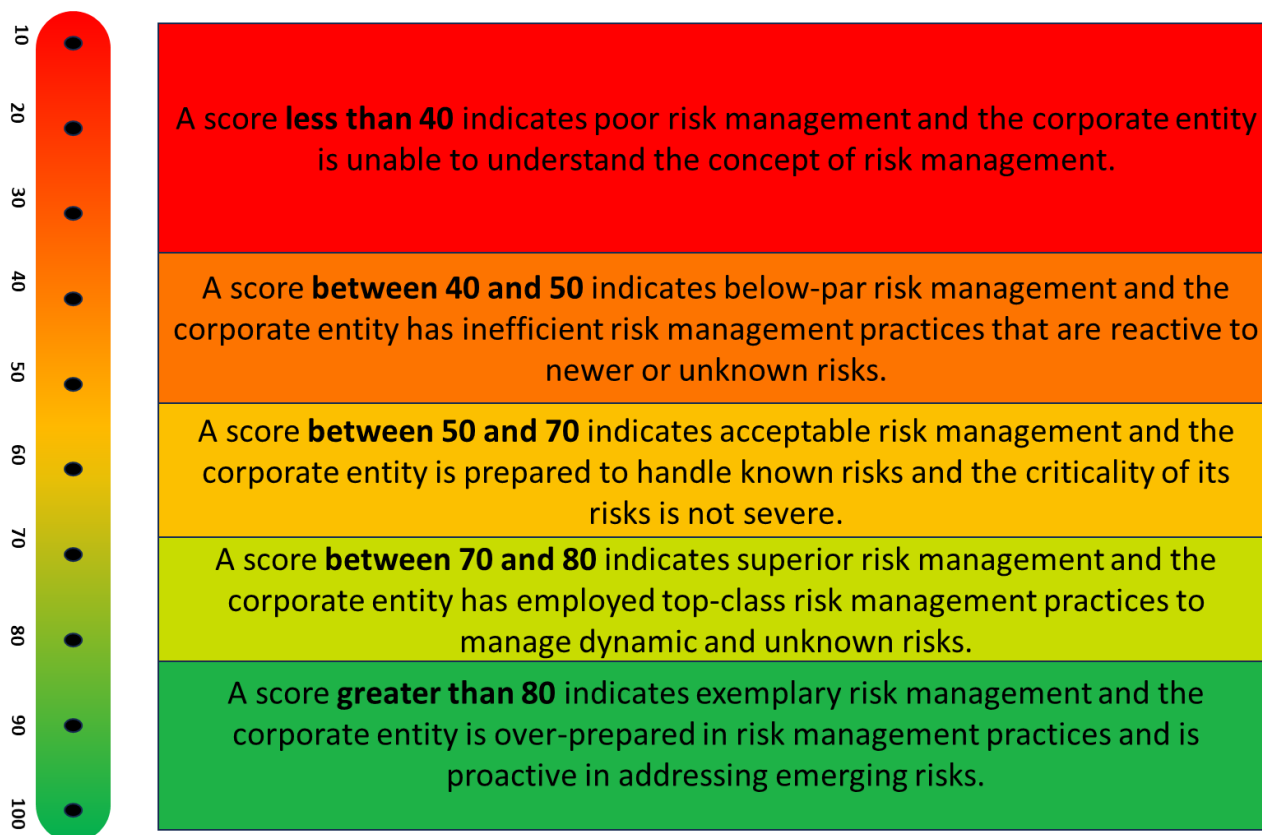 10
20
30
40
50
60
70
80
90
100
A score less than 40 indicates poor risk management and the corporate entity
is unable to understand the concept of risk management.
A score between 40 and 50 indicates below-par risk management and the
corporate entity has inefficient risk management practices that are reactive to
newer or unknown risks.
A score between 50 and 70 indicates acceptable risk management and the
corporate entity is prepared to handle known risks and the criticality of its
risks is not severe.
A score between 70 and 80 indicates superior risk management and the
corporate entity has employed top-class risk management practices to
manage dynamic and unknown risks.
A score greater than 80 indicates exemplary risk management and the
corporate entity is over-prepared in risk management practices and is
proactive in addressing emerging risks.